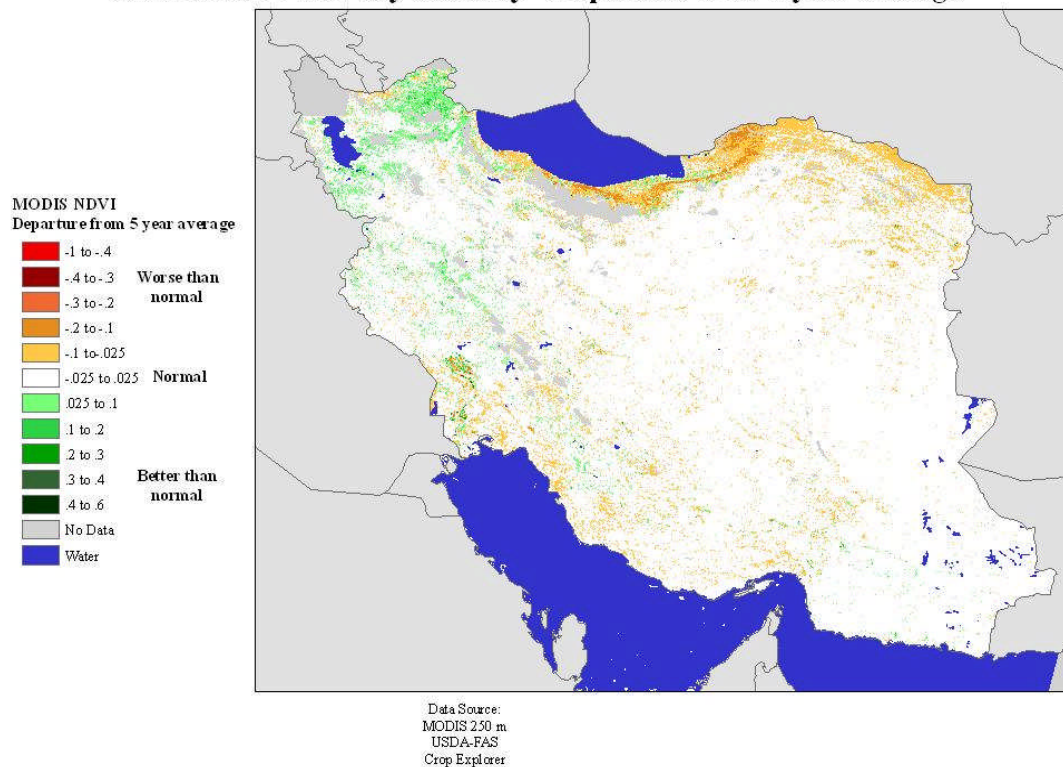 MODIS NDVI
Departure from 5 year average
-1 to -.4
-.4 to -.3
Worse than
normal
-.3 to -.2
-.2 to -.1
-.1 to-.025
-.025 to .025
Normal
.025 to .1
.1 to .2
.2 to .3
.3 to .4
Better than
normal
.4 to .6
No Data
Water
Data Source:
MODIS 250 m
USDA-FAS
Crop Explorer